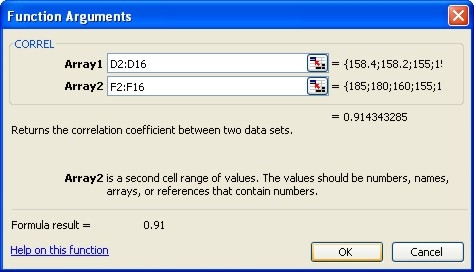 Function Arguments
CORREL
Array1 D2:D16 = {158.4;158.2;155;1!
Array2 F2:F16 = {185;180;160;155;1
= 0.914343285
Returns the correlation coefficient between two data sets.
Array2 is a second cell range of values. The values should be numbers, names,
arrays, or references that contain numbers.
Formula result = 0.91
Help on this function
OK Cancel